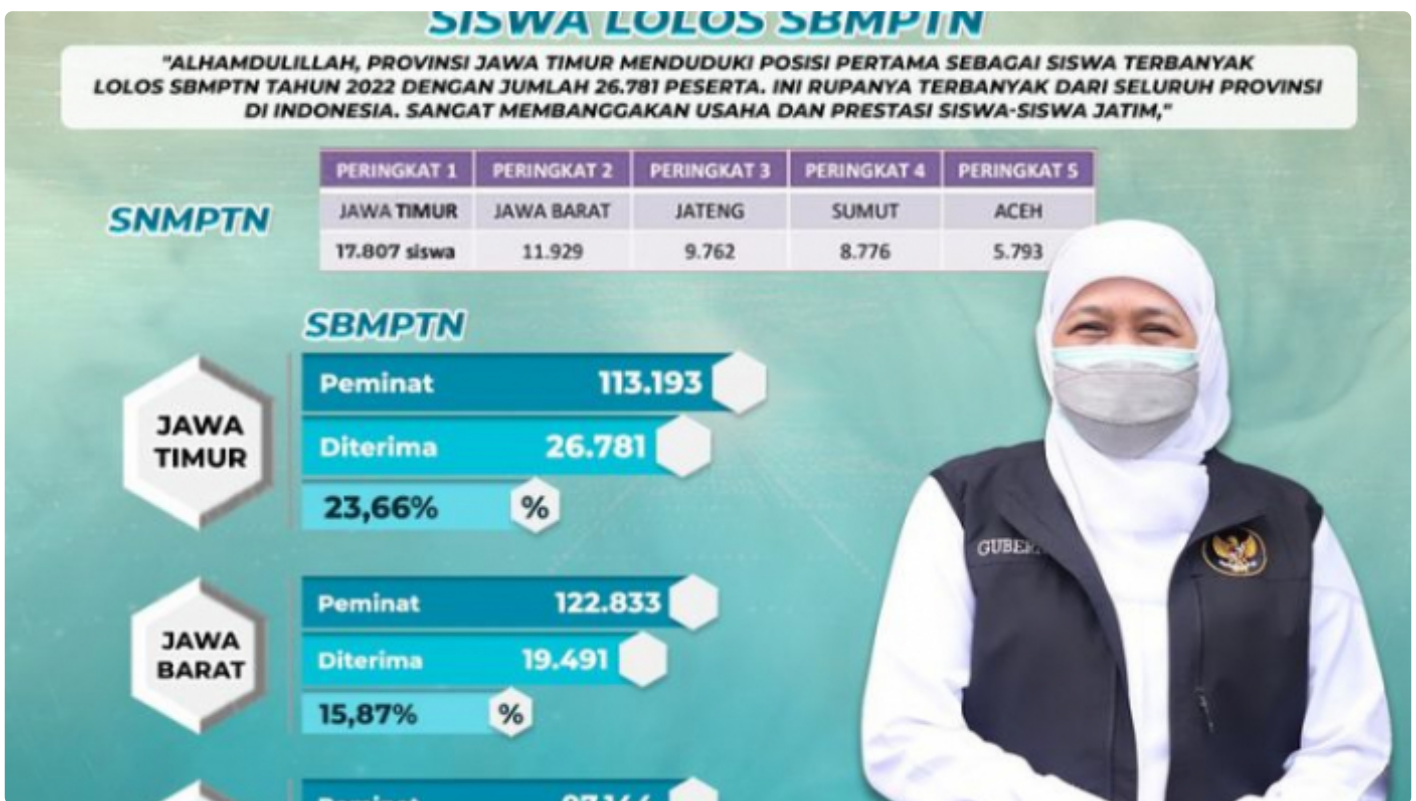 SISWA LOLOS SBMPTN
"ALHAMDULILLAH, PROVINSI JAWA TIMUR MENDUDUKI POSISI PERTAMA SEBAGAI SISWA TERBANYAK
LOLOS SBMPTN TAHUN 2022 DENGAN JUMLAH 26.781 PESERTA. INI RUPANYA TERBANYAK DARI SELURUH PROVINSI
DI INDONESIA. SANGAT MEMBANGGAKAN USAHA DAN PRESTASI SISWA-SISWA JATIM,"
SNMPTN
PERINGKAT 1 PERINGKAT 2 PERINGKAT 3 PERINGKAT 4 PERINGKAT 5
JAWA TIMUR JAWA BARAT JATENG SUMUT ACEH
17.807 siswa 11.929 9.762 8.776 5.793
SBMPTN
JAWA
TIMUR
Peminat 113.193
Diterima 26.781
23,66% %
JAWA
BARAT
Peminat 122.833
Diterima 19.491
15,87% %
Peminat